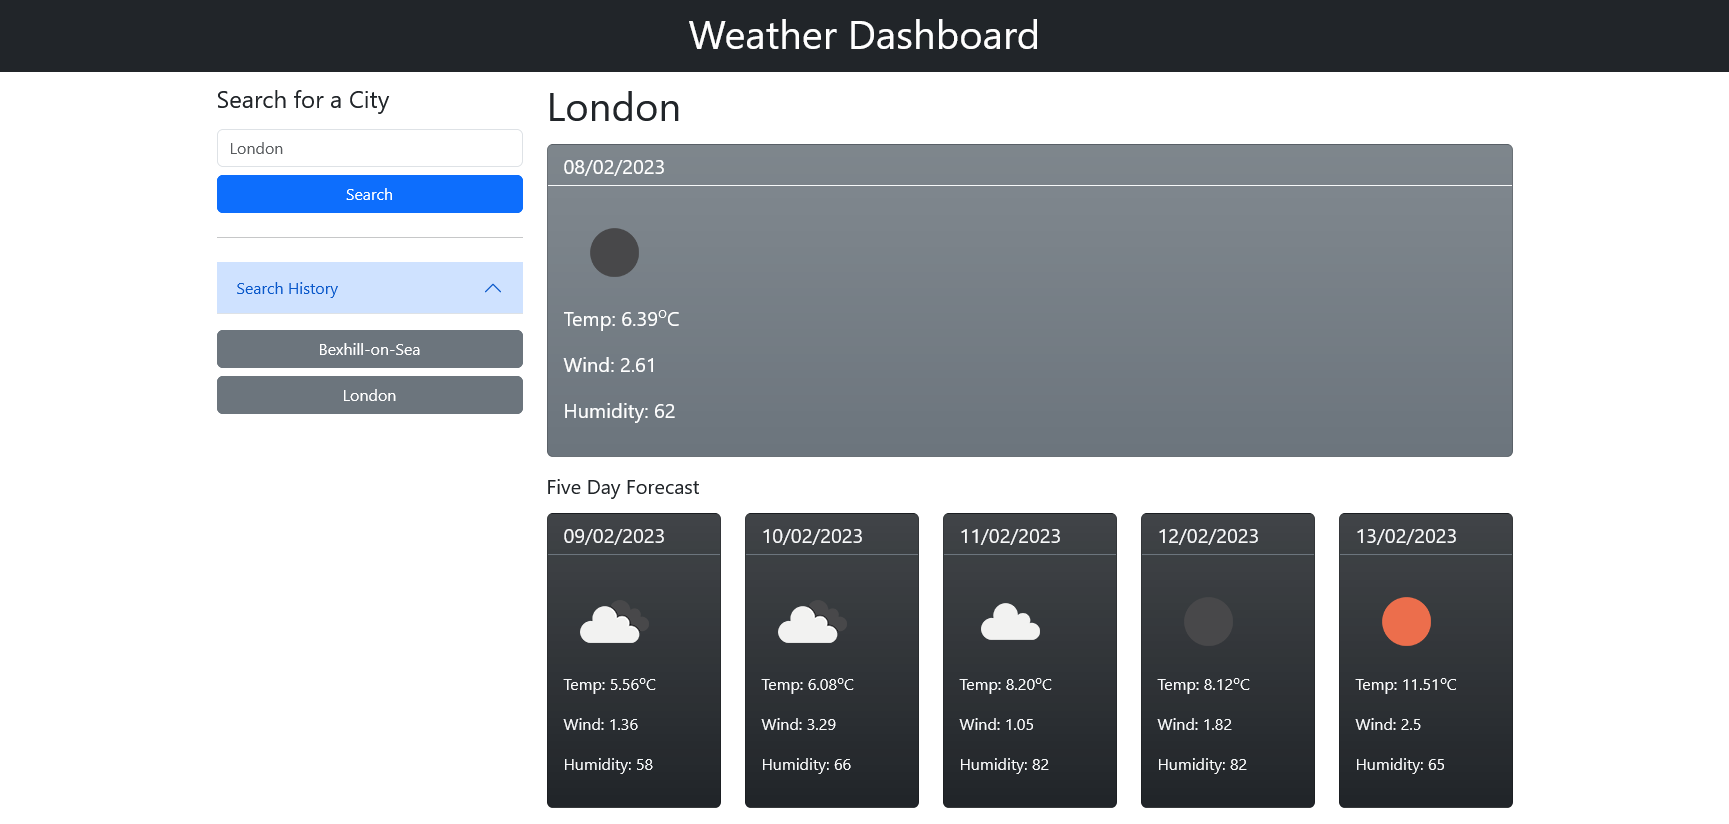 Weather Dashboard
Search for a City
London
Search
Search History
Bexhill-on-Sea
London
London
08/02/2023
Temp: 6.39°C
Wind: 2.61
Humidity: 62
Five Day Forecast
09/02/2023
Temp: 5.56°C
Wind: 1.36
Humidity: 58
10/02/2023
Temp: 6.08°C
Wind: 3.29
Humidity: 66
11/02/2023
Temp: 8.20°C
Wind: 1.05
Humidity: 82
12/02/2023
Temp: 8.12°C
Wind: 1.82
Humidity: 82
13/02/2023
Temp: 11.51°C
Wind: 2.5
Humidity: 65